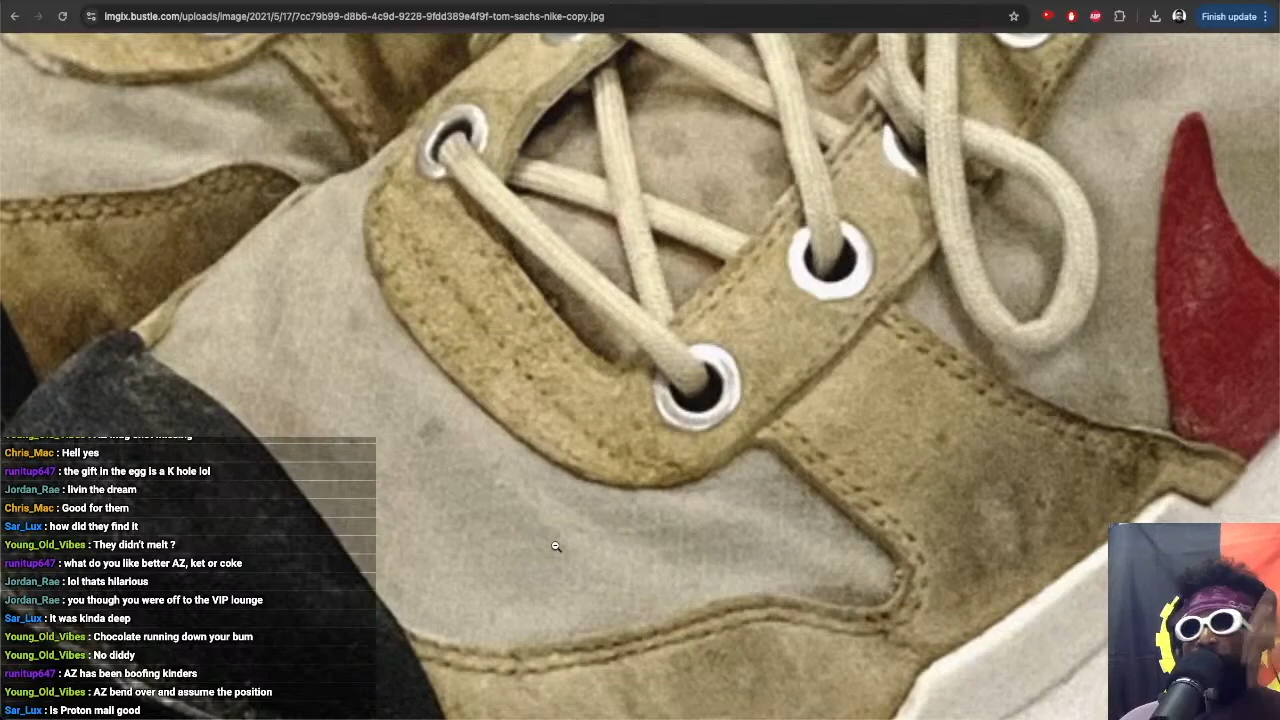 imgix.bustle.com/uploads/image/2021/5/17/7cc79b99-d8b6-4c9d-9228-9fdd389e4f9f-tom-sachs-nike-copy.jpg
Finish update
Chris_Mac : Hell yes
runitup647 : the gift in the egg is a K hole lol
Jordan_Rae : livin the dream
Chris_Mac : Good for them
Sar_Lux : how did they find it
Young_Old_Vibes : They didn't melt ?
runitup647 : what do you like better AZ, ket or coke
Jordan_Rae : lol thats hilarious
Jordan_Rae : you though you were off to the VIP lounge
Sar_Lux : It was kinda deep
Young_Old_Vibes : Chocolate running down your bum
Young_Old_Vibes : No diddy
runitup647 : AZ has been boofing kinders
Young_Old_Vibes : AZ bend over and assume the position
Sar_Lux : Is Proton mail good